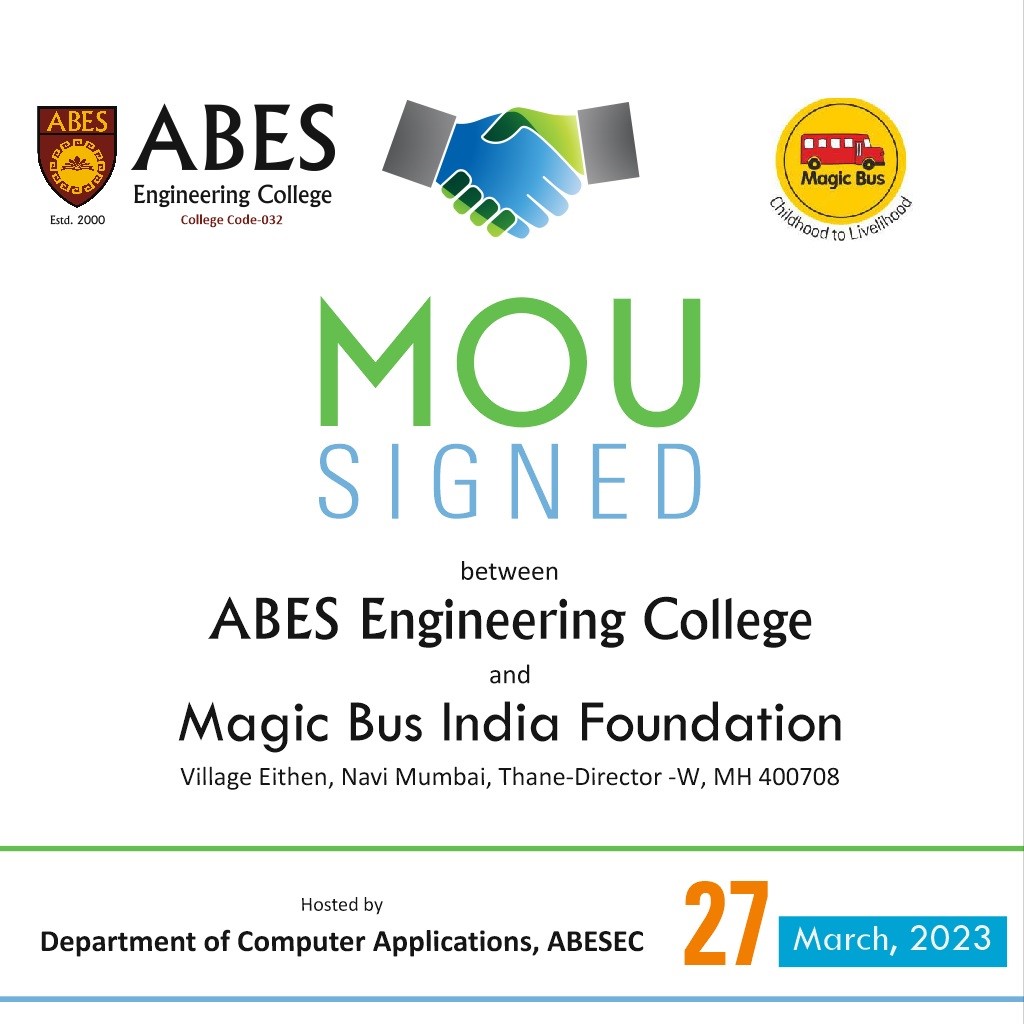 ABES
Estd. 2000
ABES
Engineering College
College Code-032
Magic Bus
Childhood to Livelihood
MOU
SIGNED
between
ABES Engineering College
and
Magic Bus India Foundation
Village Eithen, Navi Mumbai, Thane-Director -W, MH 400708
Hosted by
Department of Computer Applications, ABESEC
27
March, 2023